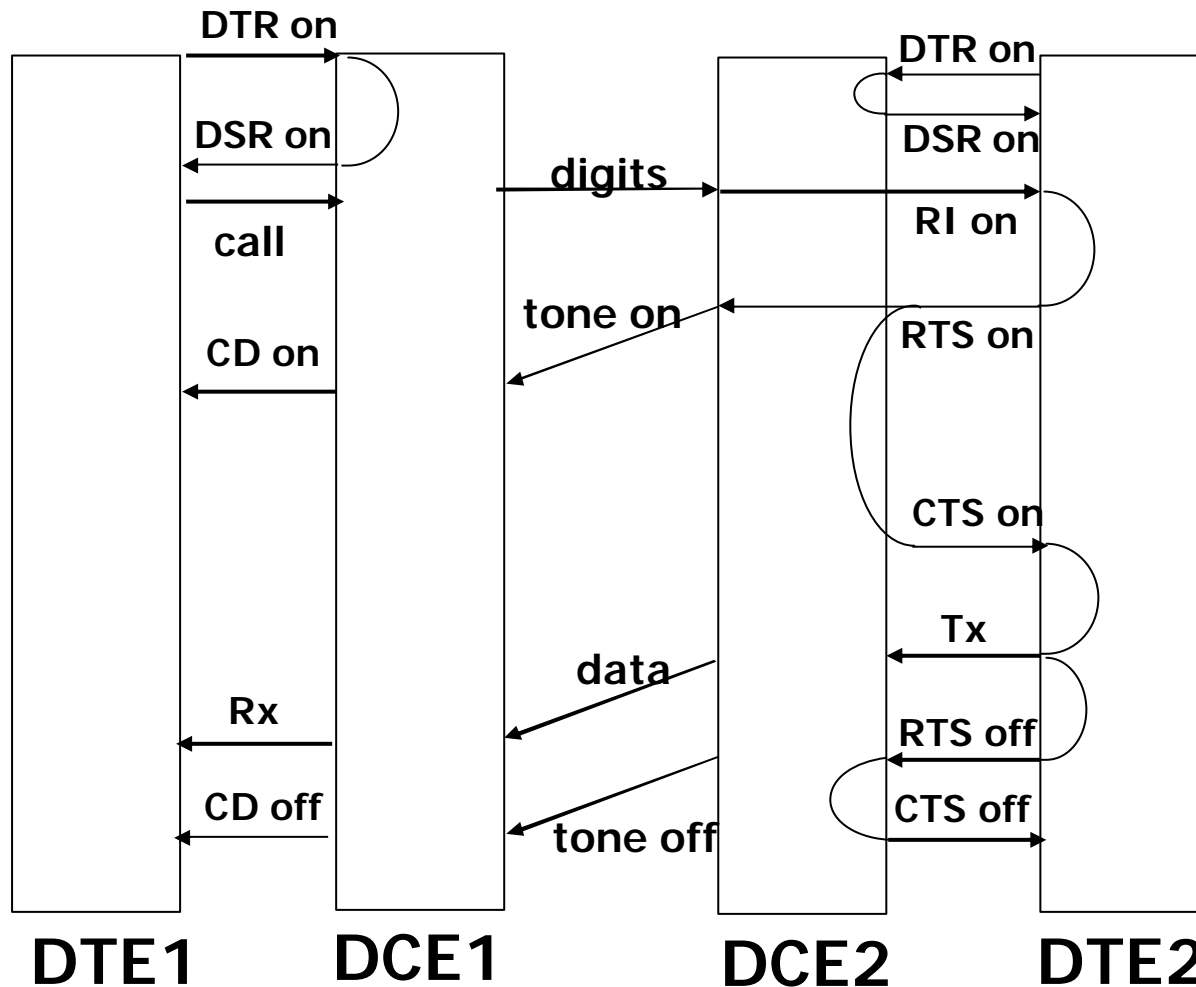 DTR on
DTR on
DSR on
DSR on
digits
call
RI on
tone on
RTS on
CD on
CTS on
Tx
data
Rx
RTS off
CD off
CTS off
tone off
DTE1
DCE1
DCE2
DTE2